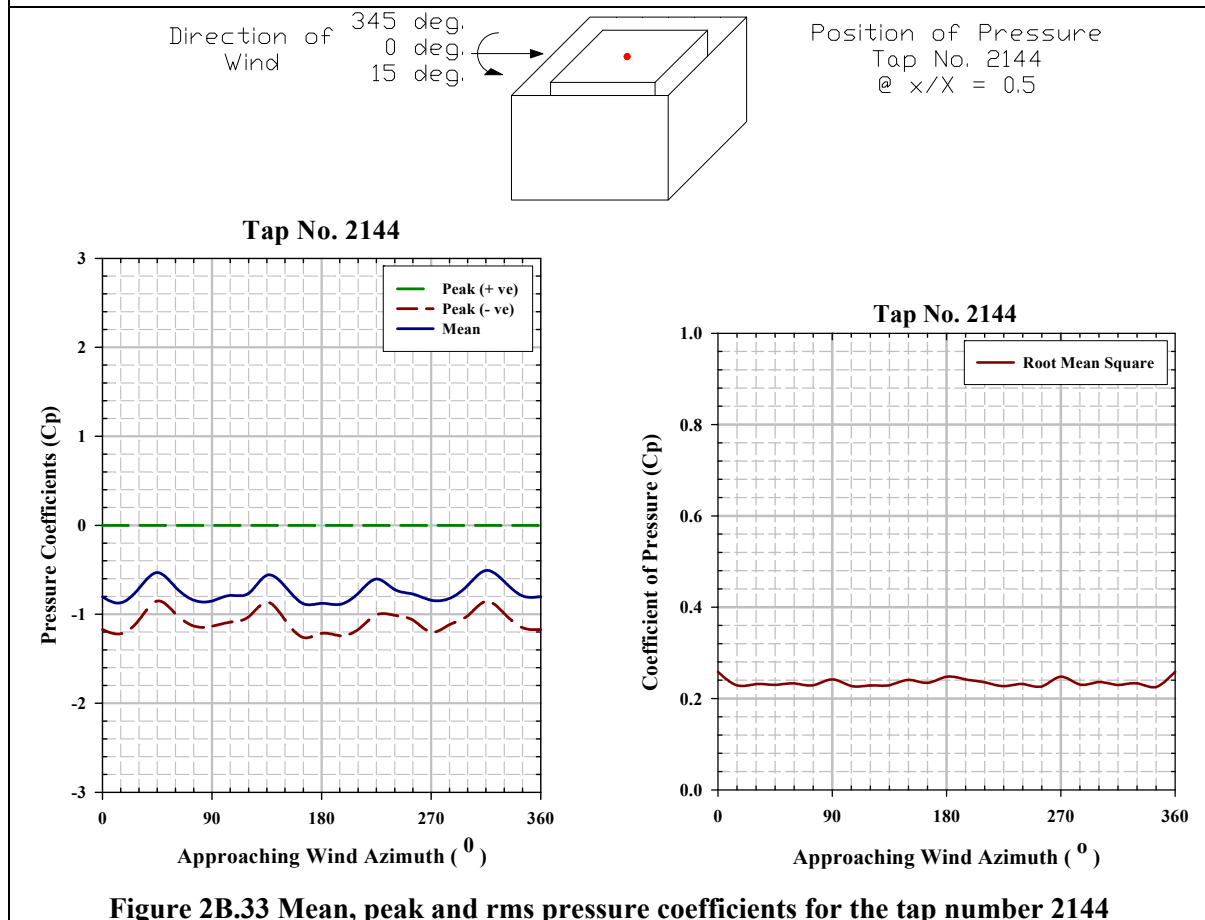 Direction of
Wind
345 deg.
0 deg.
15 deg.
Position of Pressure
Tap No. 2144
@ x/X = 0.5
Tap No. 2144
Peak (+ ve)
Peak (- ve)
Mean
3
2
1
0
-1
-2
-3
Pressure Coefficients (Cp)
0
90
180
270
360
Approaching Wind Azimuth ( 0 )
Tap No. 2144
Root Mean Square
1.0
0.8
0.6
0.4
0.2
0.0
Coefficient of Pressure (Cp)
0
90
180
270
360
Approaching Wind Azimuth ( o )
Figure 2B.33 Mean, peak and rms pressure coefficients for the tap number 2144